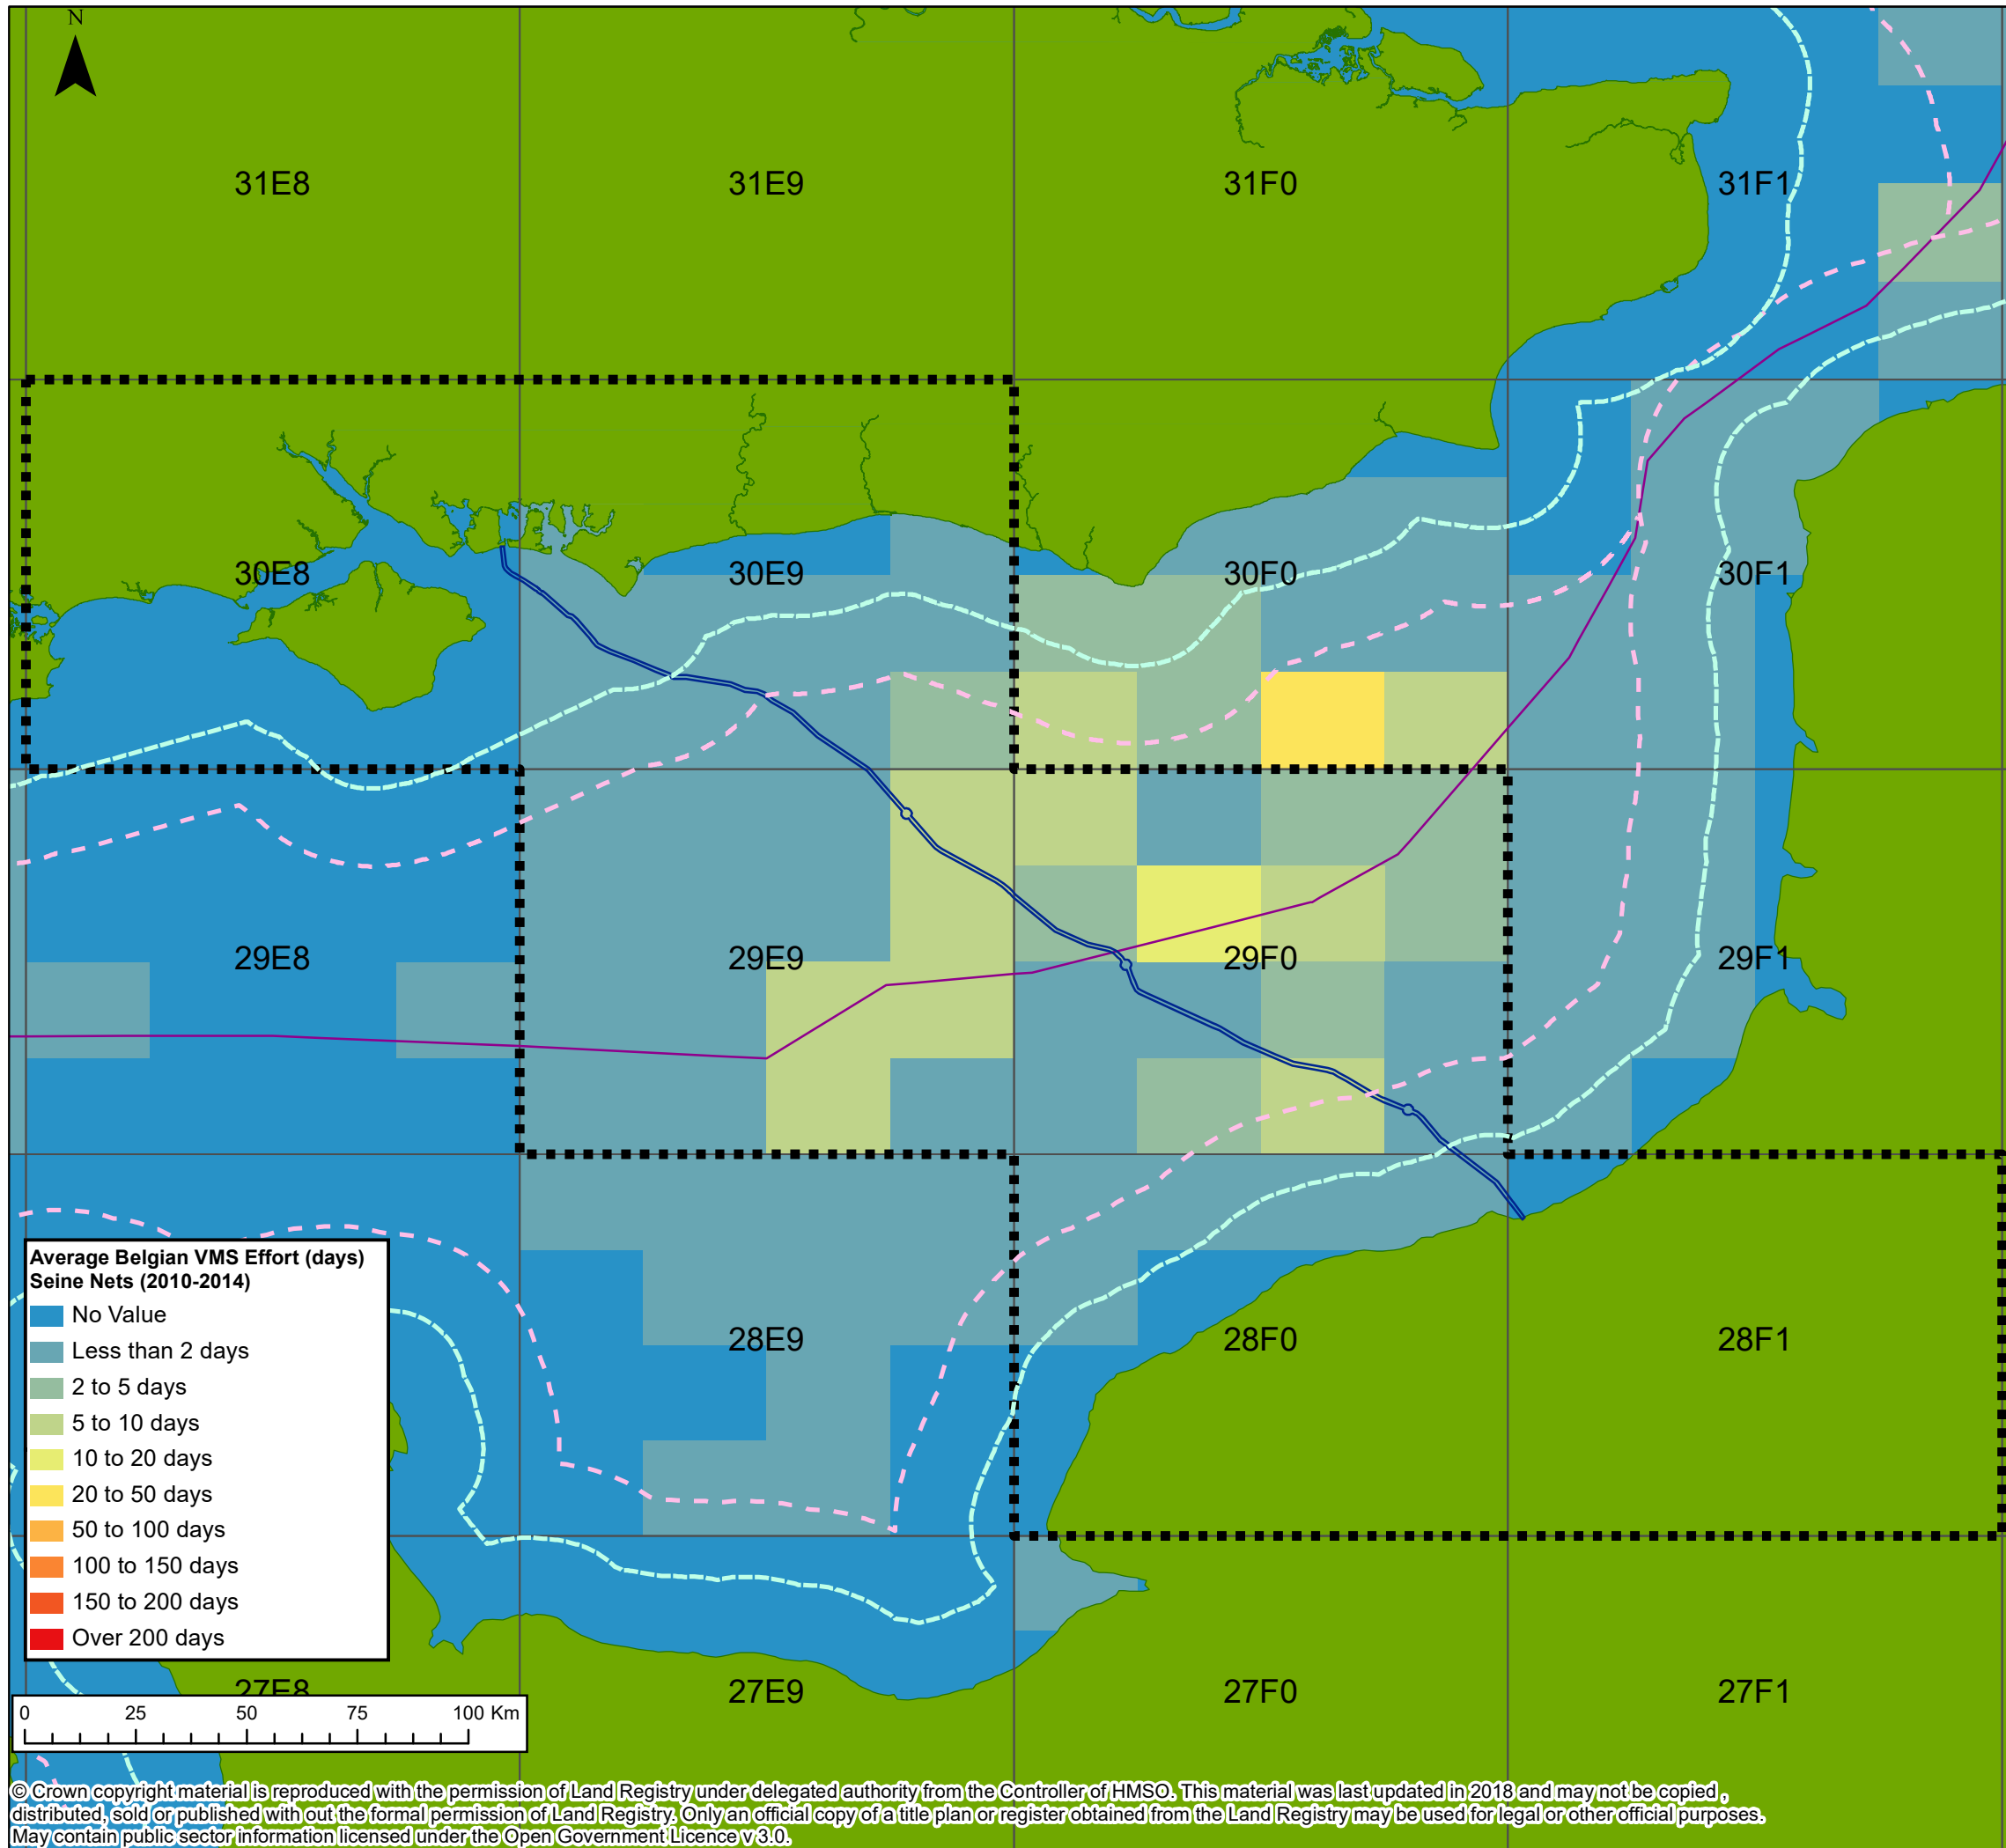 N
31E8 31E9 31F0 31F1
30E8 30E9 30F0 30F1
29E8 29E9 29F0 29F1
28E9 28F0 28F1
Average Belgian VMS Effort (days)
Seine Nets (2010-2014)
No Value
Less than 2 days
2 to 5 days
5 to 10 days
10 to 20 days
20 to 50 days
50 to 100 days
100 to 150 days
150 to 200 days
Over 200 days
27E8 27E9 27F0 27F1
0 25 50 75 100 Km
© Crown copyright material is reproduced with the permission of Land Registry under delegated authority from the Controller of HMSO. This material was last updated in 2018 and may not be copied ,
distributed, sold or published with out the formal permission of Land Registry. Only an official copy of a title plan or register obtained from the Land Registry may be used for legal or other official purposes.
May contain public sector information licensed under the Open Government Licence v 3.0.